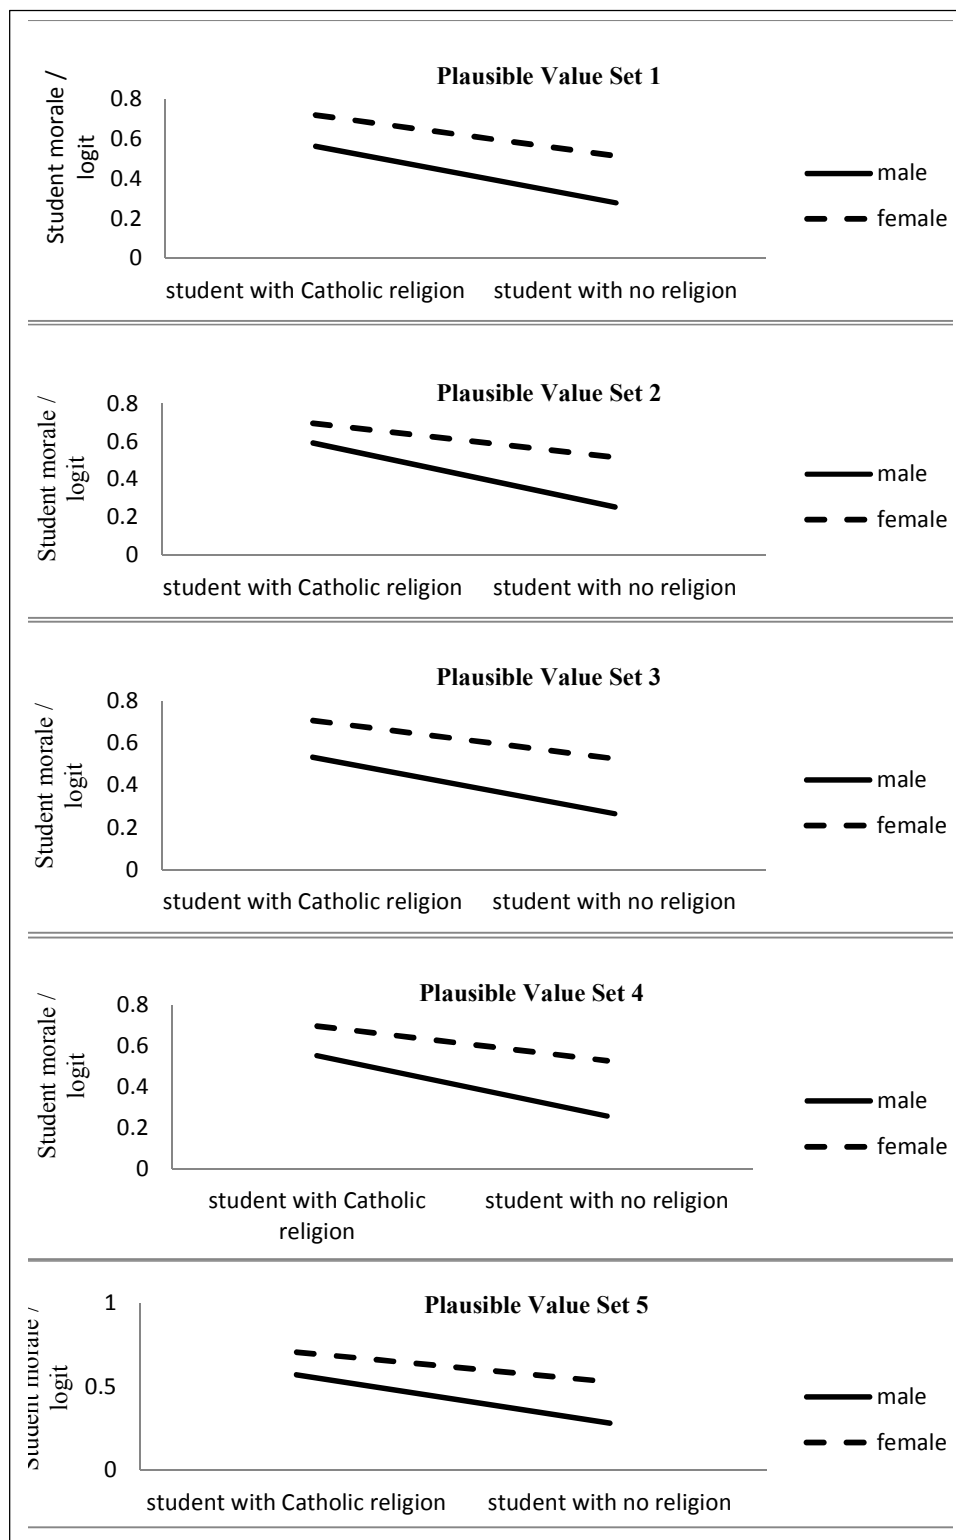 Plausible Value Set 1
Student morale /
logit
0.8
0.6
0.4
0.2
0
student with Catholic religion
student with no religion
male
female
Plausible Value Set 2
Student morale /
logit
0.8
0.6
0.4
0.2
0
student with Catholic religion
student with no religion
male
female
Plausible Value Set 3
Student morale /
logit
0.8
0.6
0.4
0.2
0
student with Catholic religion
student with no religion
male
female
Plausible Value Set 4
Student morale /
logit
0.8
0.6
0.4
0.2
0
student with Catholic
religion
student with no religion
male
female
Plausible Value Set 5
Student morale /
logit
1
0.5
0
student with Catholic religion
student with no religion
male
female